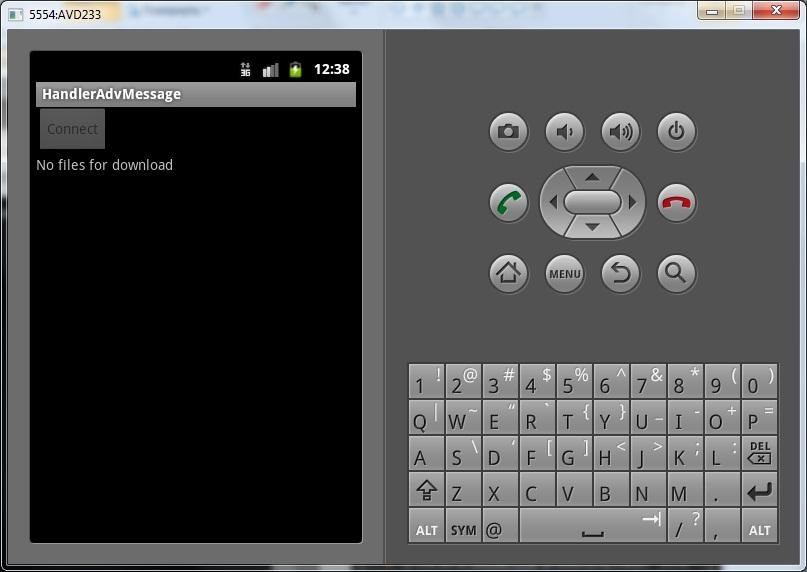 5554:AVD233
3G 12:38
HandlerAdvMessage
Connect
No files for download
MENU
1 ! 2 @ 3 # 4 $ 5 % 6 ^ 7 & 8 * 9 ( 0 )
Q | W ~ E “ R ` T { Y } U _ I - O + P =
A S \ D ' F [ G ] H < J > K ; L : DEL
Z X C V B N M .
ALT SYM @ / ? , ALT